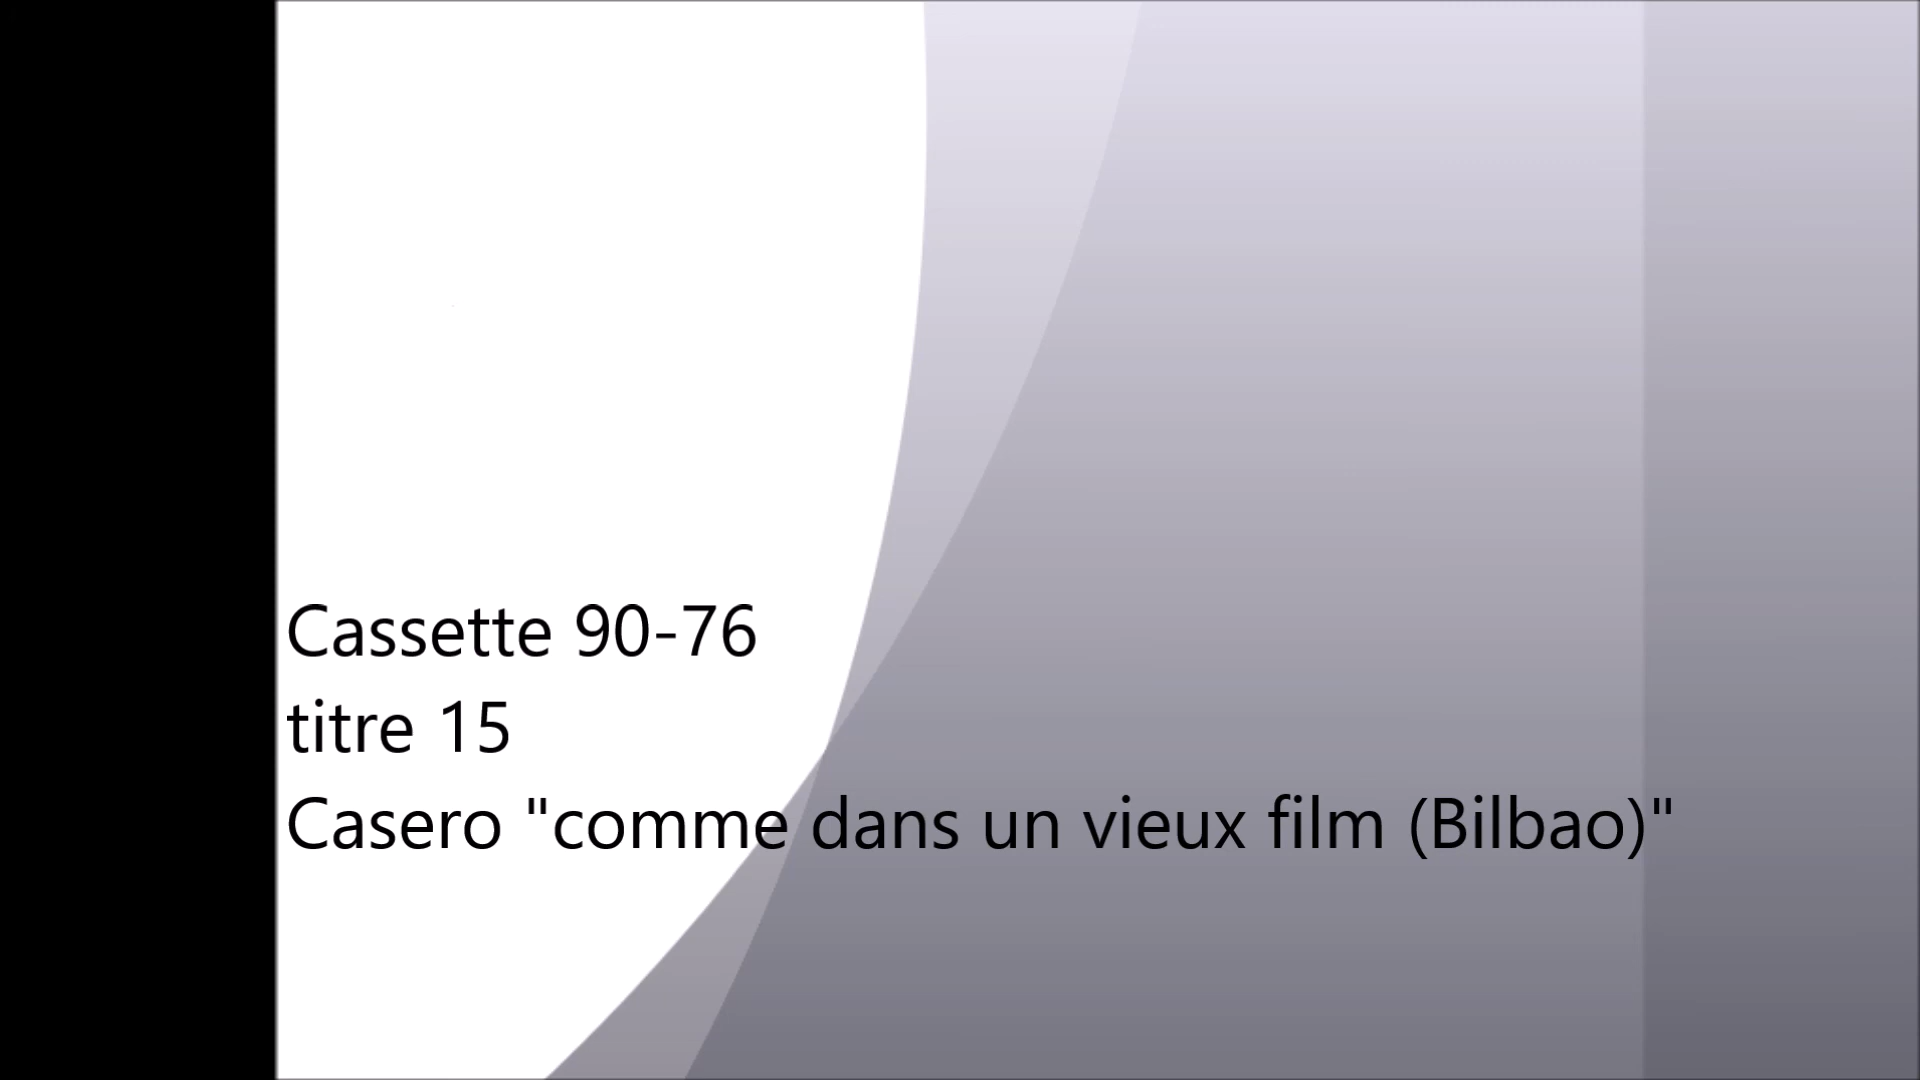 Cassette 90-76
titre 15
Casero "comme dans un vieux film (Bilbao)"